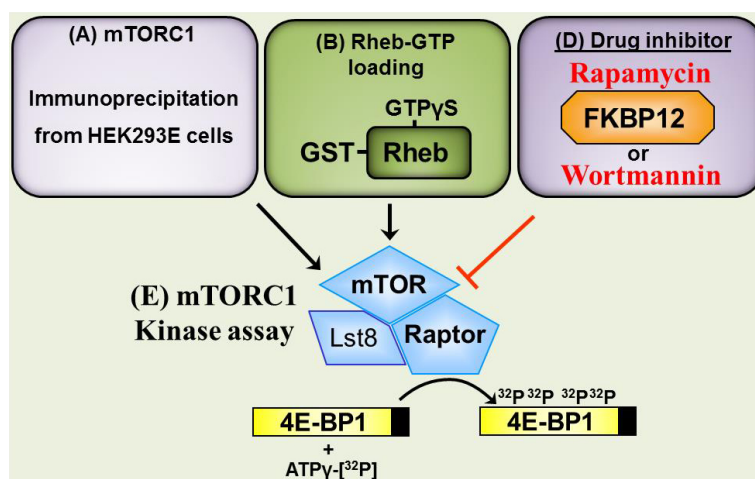 (A) mTORC1
Immunoprecipitation
from HEK293E cells
(B) Rheb-GTP
loading
GTPγS
GST
Rheb
(D) Drug inhibitor
Rapamycin
FKBP12
or
Wortmannin
(E) mTORC1
Kinase assay
mTOR
Lst8
Raptor
4E-BP1
+
ATPγ-[³²P]
³²P ³²P ³²P ³²P
4E-BP1